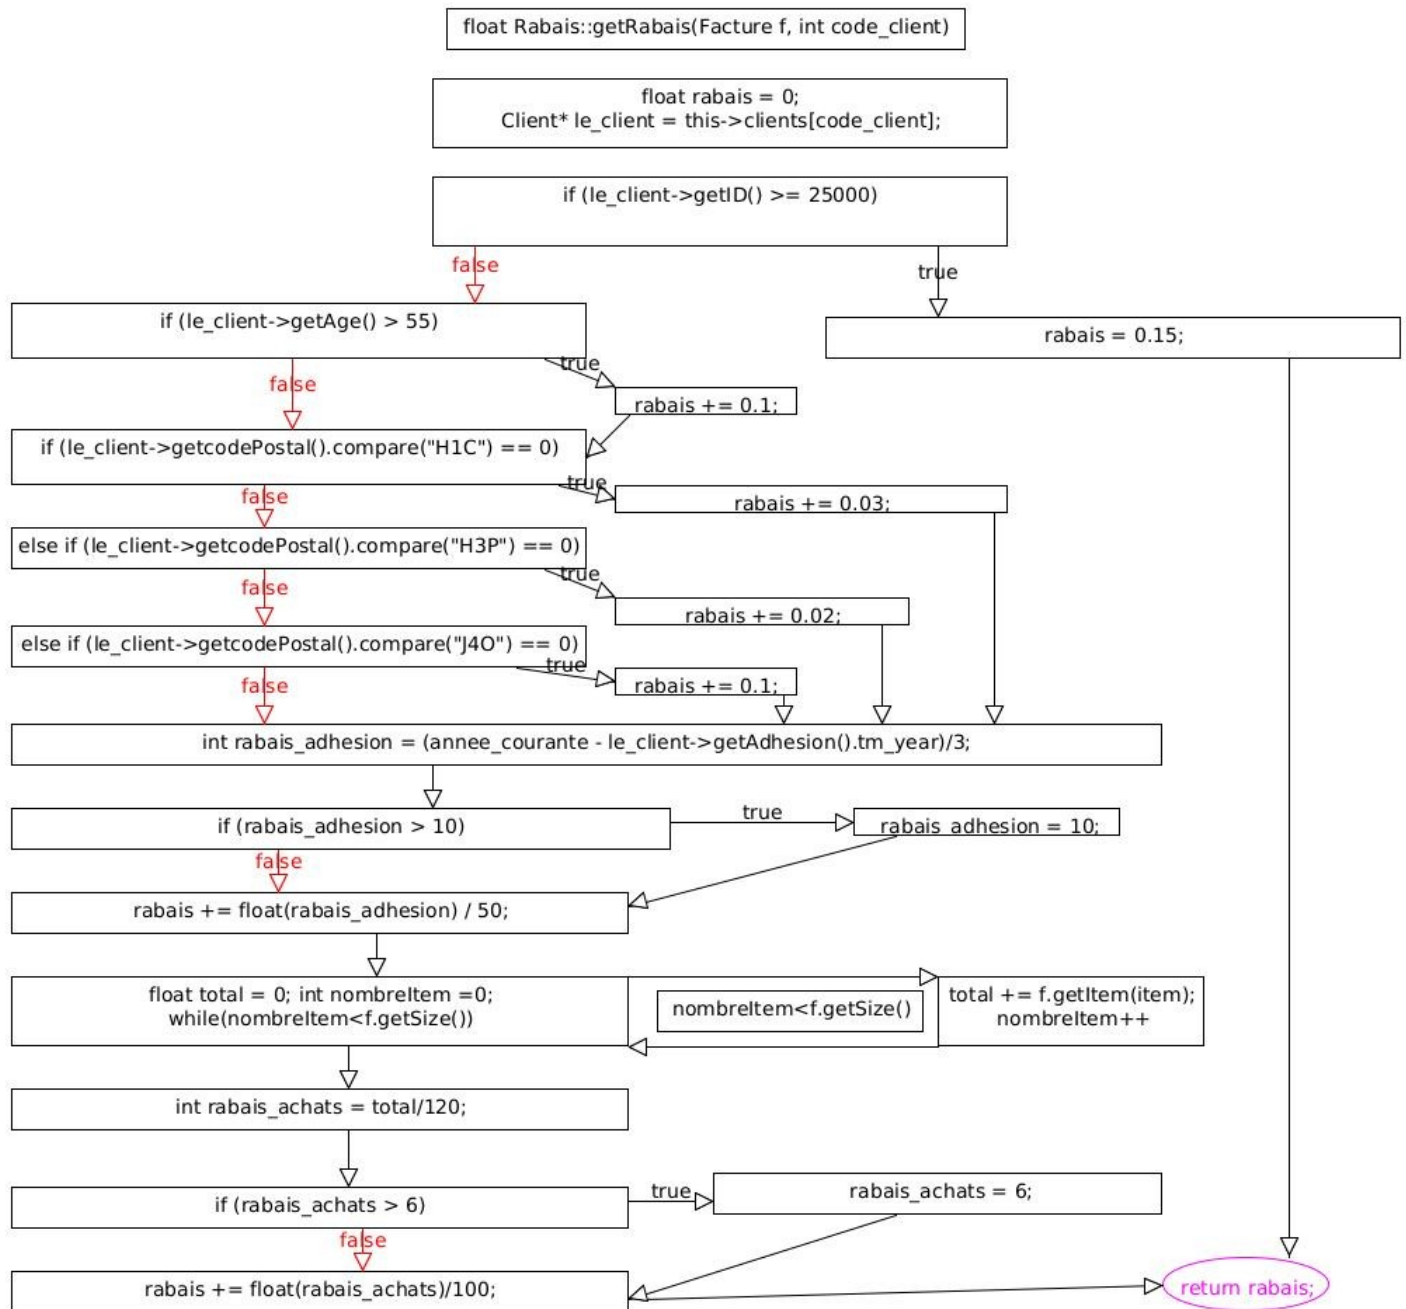 float Rabais::getRabais(Facture f, int code_client)
float rabais = 0;
Client* le_client = this->clients[code_client];
if (le_client->getID() >= 25000)
false
true
if (le_client->getAge() > 55)
rabais = 0.15;
true
false
rabais += 0.1;
if (le_client->getcodePostal().compare("H1C") == 0)
true
false
rabais += 0.03;
else if (le_client->getcodePostal().compare("H3P") == 0)
true
false
rabais += 0.02;
else if (le_client->getcodePostal().compare("J4O") == 0)
true
false
rabais += 0.1;
int rabais_adhesion = (annee_courante - le_client->getAdhesion().tm_year)/3;
if (rabais_adhesion > 10)
true
rabais_adhesion = 10;
false
rabais += float(rabais_adhesion) / 50;
float total = 0; int nombreItem =0;
while(nombreItem<f.getSize())
nombreItem<f.getSize()
total += f.getItem(item);
nombreItem++
int rabais_achats = total/120;
if (rabais_achats > 6)
true
rabais_achats = 6;
false
rabais += float(rabais_achats)/100;
return rabais;